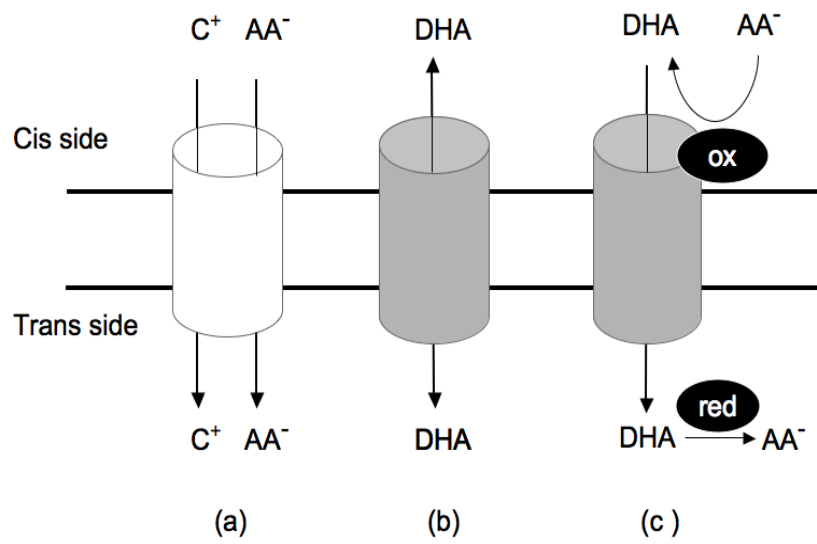 C⁺ AA⁻ DHA DHA AA⁻
Cis side
ox
Trans side
red
C⁺ AA⁻ DHA DHA AA⁻
(a) (b) (c )